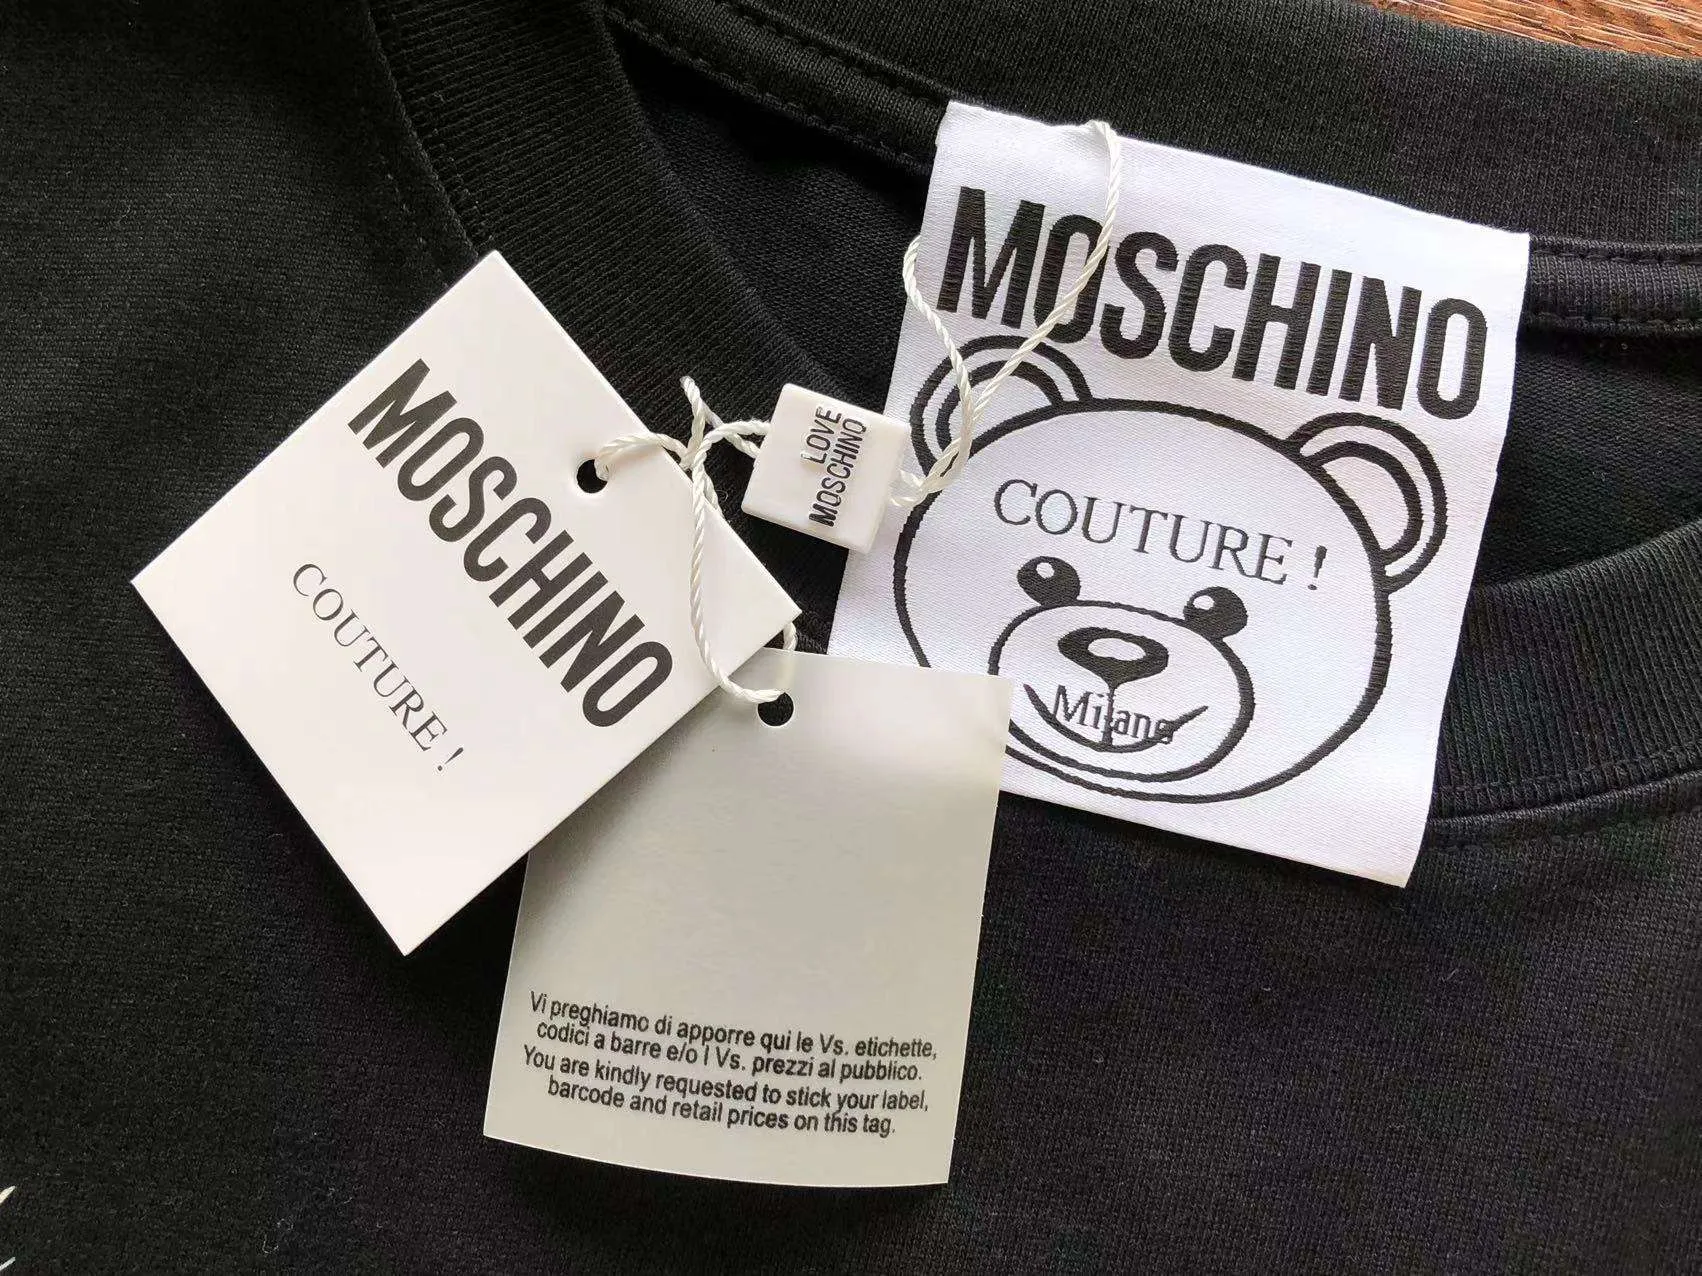 MOSCHINO
COUTURE !
Milano
LOVE
MOSCHINO
MOSCHINO
COUTURE !
Vi preghiamo di apporre qui le Vs. etichette,
codici a barre e/o i Vs. prezzi al pubblico.
You are kindly requested to stick your label,
barcode and retail prices on this tag.